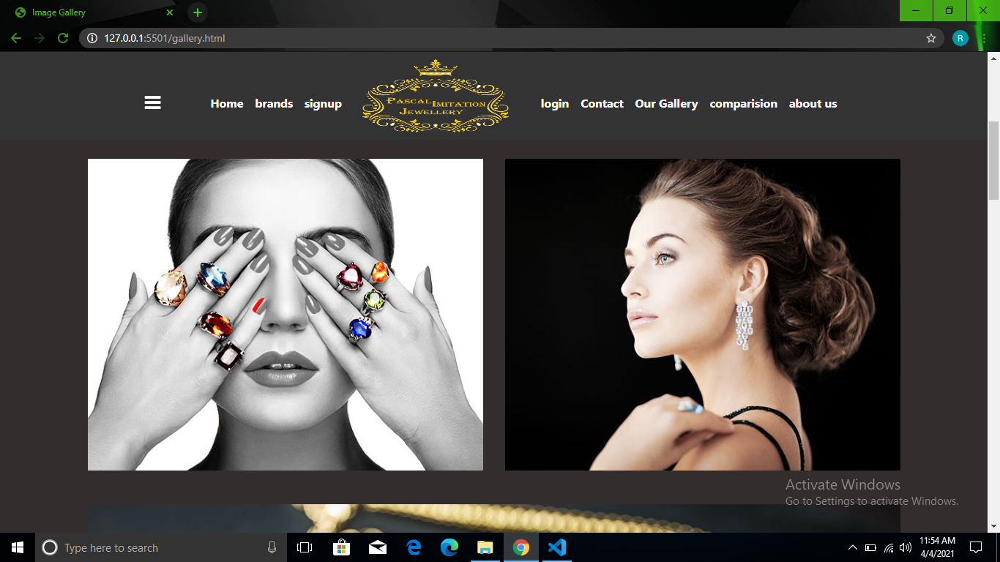 Image Gallery
127.0.0.1:5501/gallery.html
R
Home brands signup
PASCAL IMITATION
JEWELLERY
login Contact Our Gallery comparision about us
Activate Windows
Go to Settings to activate Windows.
Type here to search
11:54 AM
4/4/2021